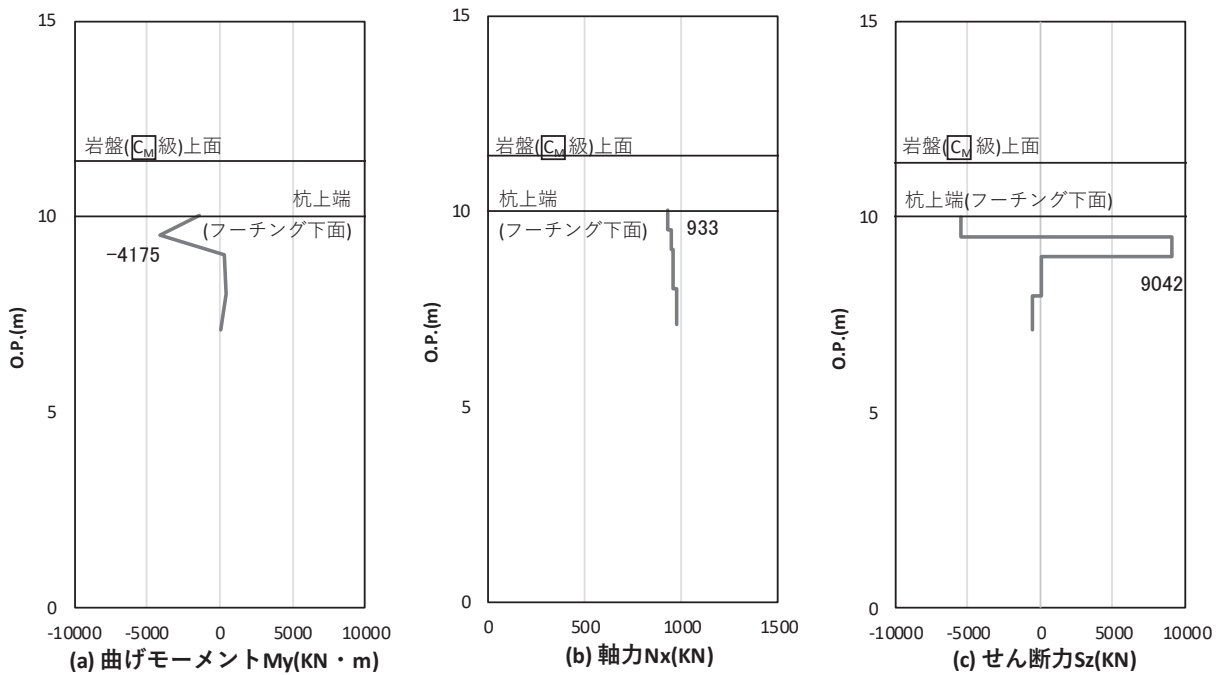 15
10
5
0
O.P.(m)
岩盤(CM級)上面
杭上端
(フーチング下面)
-4175
-10000 -5000 0 5000 10000
(a) 曲げモーメントMy(KN・m)
15
10
5
0
O.P.(m)
岩盤(CM級)上面
杭上端
(フーチング下面)
933
0 500 1000 1500
(b) 軸力Nx(KN)
15
10
5
0
O.P.(m)
岩盤(CM級)上面
杭上端(フーチング下面)
9042
-10000 -5000 0 5000 10000
(c) せん断力Sz(KN)